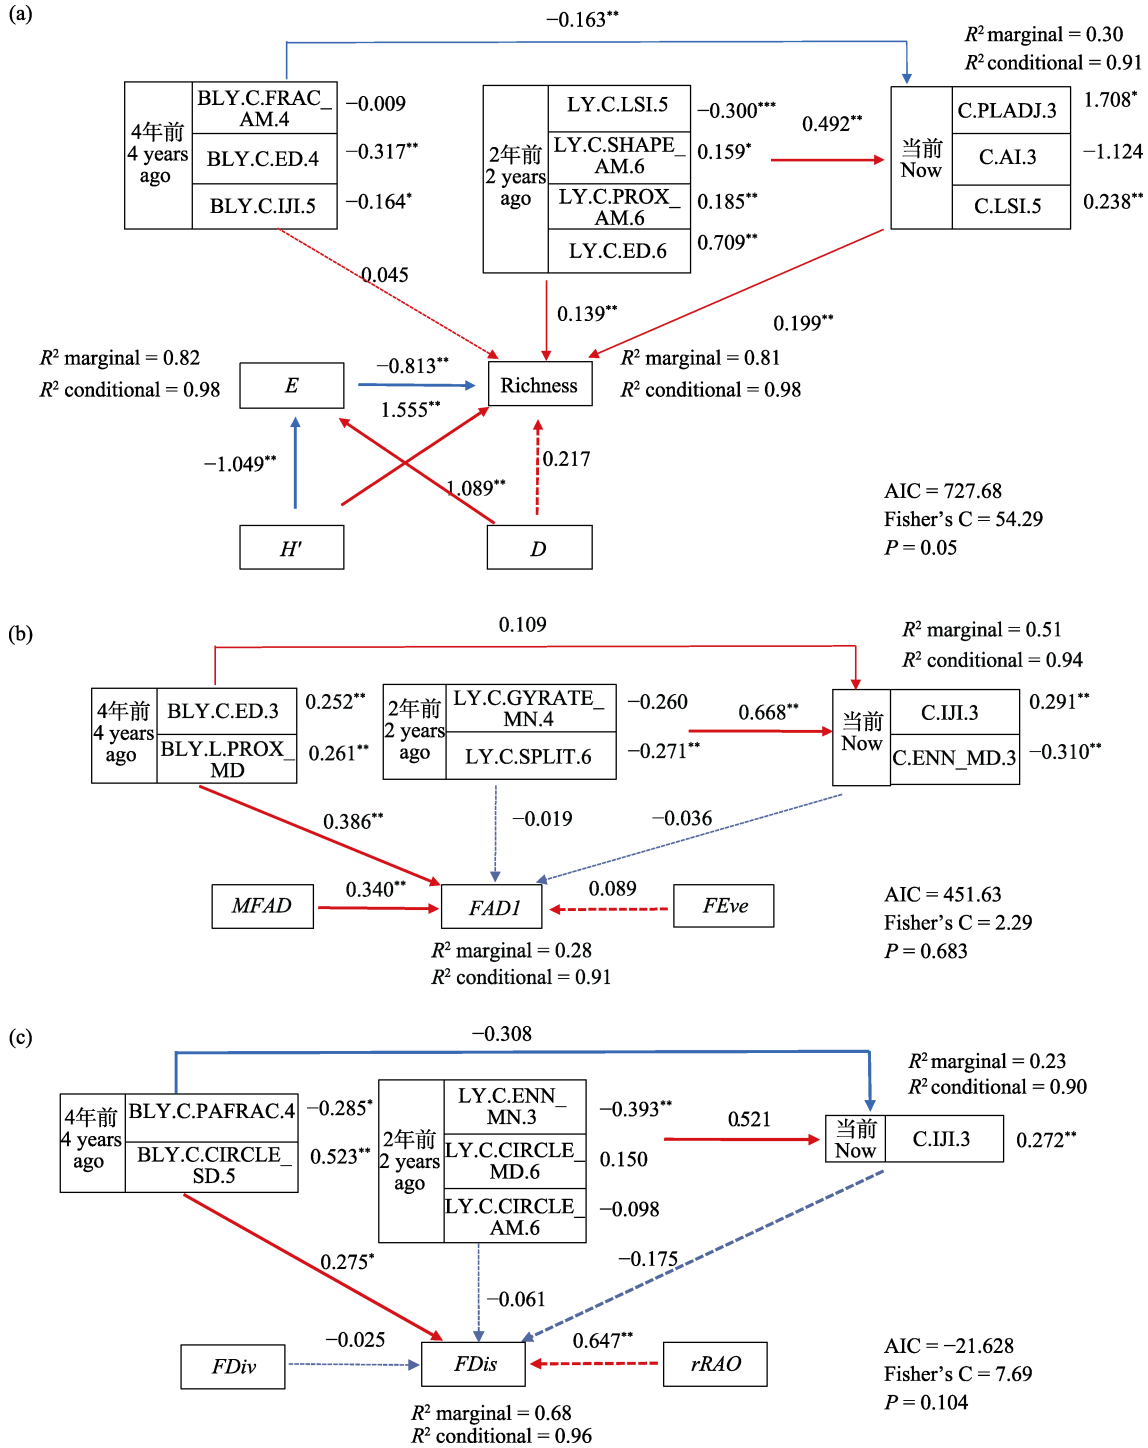 (a)
−0.163**
R² marginal = 0.30
R² conditional = 0.91
4年前
4 years
ago
BLY.C.FRAC_
AM.4
−0.009
BLY.C.ED.4
−0.317**
BLY.C.IJI.5
−0.164*
2年前
2 years
ago
LY.C.LSI.5
−0.300***
LY.C.SHAPE_
AM.6
0.159*
LY.C.PROX_
AM.6
0.185**
LY.C.ED.6
0.709**
0.492**
当前
Now
C.PLADJ.3
1.708*
C.AI.3
−1.124
C.LSI.5
0.238**
0.045
0.139**
0.199**
R² marginal = 0.82
R² conditional = 0.98
E
−0.813**
Richness
R² marginal = 0.81
R² conditional = 0.98
1.555**
−1.049**
1.089**
0.217
H'
D
AIC = 727.68
Fisher’s C = 54.29
P = 0.05
(b)
0.109
R² marginal = 0.51
R² conditional = 0.94
4年前
4 years
ago
BLY.C.ED.3
0.252**
BLY.L.PROX_
MD
0.261**
2年前
2 years
ago
LY.C.GYRATE_
MN.4
−0.260
LY.C.SPLIT.6
−0.271**
0.668**
当前
Now
C.IJI.3
0.291**
C.ENN_MD.3
−0.310**
0.386**
−0.019
−0.036
MFAD
0.340**
FAD1
0.089
FEve
R² marginal = 0.28
R² conditional = 0.91
AIC = 451.63
Fisher’s C = 2.29
P = 0.683
(c)
−0.308
R² marginal = 0.23
R² conditional = 0.90
4年前
4 years
ago
BLY.C.PAFRAC.4
−0.285*
BLY.C.CIRCLE_
SD.5
0.523**
2年前
2 years
ago
LY.C.ENN_
MN.3
−0.393**
LY.C.CIRCLE_
MD.6
0.150
LY.C.CIRCLE_
AM.6
−0.098
0.521
当前
Now
C.IJI.3
0.272**
0.275*
−0.061
−0.175
FDiv
−0.025
FDis
0.647**
rRAO
R² marginal = 0.68
R² conditional = 0.96
AIC = −21.628
Fisher’s C = 7.69
P = 0.104